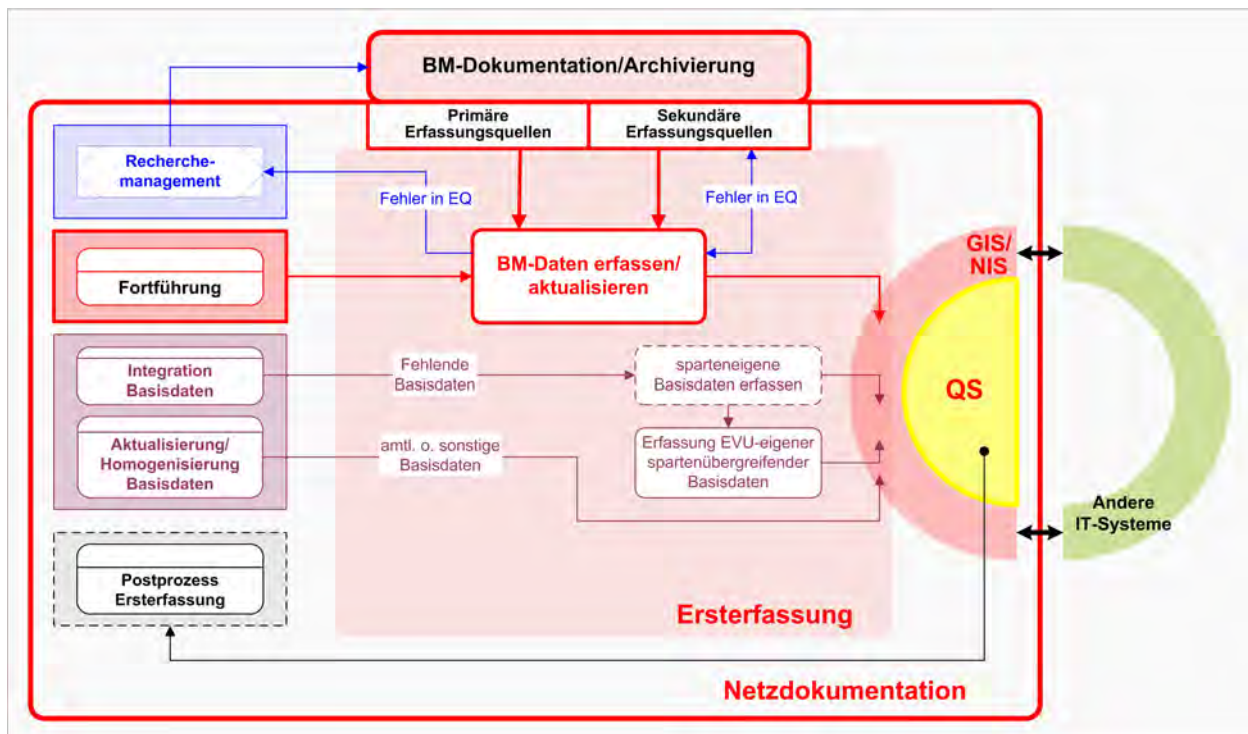 BM-Dokumentation/Archivierung
Primäre
Erfassungsquellen
Sekundäre
Erfassungsquellen
Recherche-
management
Fehler in EQ
Fehler in EQ
GIS/
NIS
BM-Daten erfassen/
aktualisieren
Fortführung
Integration
Basisdaten
Fehlende
Basisdaten
sparteneigene
Basisdaten erfassen
QS
Aktualisierung/
Homogenisierung
Basisdaten
amtl. o. sonstige
Basisdaten
Erfassung EVU-eigener
spartenübergreifender
Basisdaten
Andere
IT-Systeme
Postprozess
Ersterfassung
Ersterfassung
Netzdokumentation